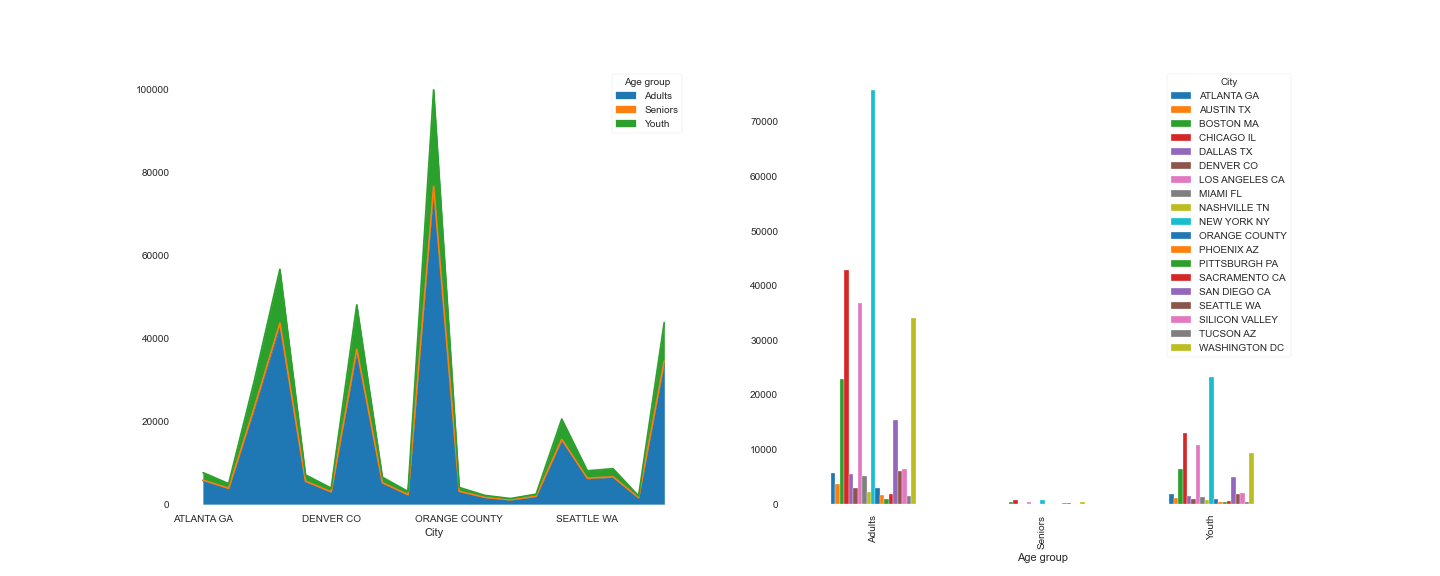 100000
80000
60000
40000
20000
0
ATLANTA GA
DENVER CO
ORANGE COUNTY
SEATTLE WA
City
Age group
Adults
Seniors
Youth
70000
60000
50000
40000
30000
20000
10000
0
Adults
Seniors
Youth
Age group
City
ATLANTA GA
AUSTIN TX
BOSTON MA
CHICAGO IL
DALLAS TX
DENVER CO
LOS ANGELES CA
MIAMI FL
NASHVILLE TN
NEW YORK NY
ORANGE COUNTY
PHOENIX AZ
PITTSBURGH PA
SACRAMENTO CA
SAN DIEGO CA
SEATTLE WA
SILICON VALLEY
TUCSON AZ
WASHINGTON DC